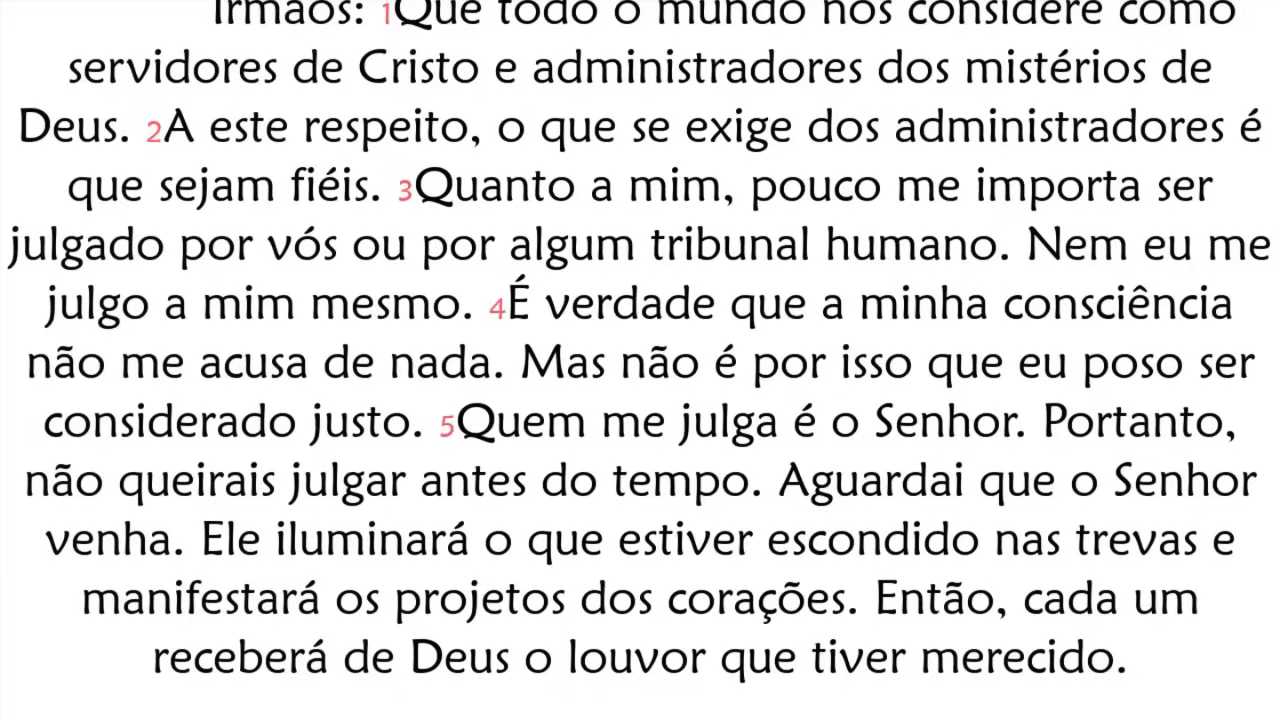 Irmãos: 1Que todo o mundo nos considere como
servidores de Cristo e administradores dos mistérios de
Deus. 2A este respeito, o que se exige dos administradores é
que sejam fiéis. 3Quanto a mim, pouco me importa ser
julgado por vós ou por algum tribunal humano. Nem eu me
julgo a mim mesmo. 4É verdade que a minha consciência
não me acusa de nada. Mas não é por isso que eu poso ser
considerado justo. 5Quem me julga é o Senhor. Portanto,
não queirais julgar antes do tempo. Aguardai que o Senhor
venha. Ele iluminará o que estiver escondido nas trevas e
manifestará os projetos dos corações. Então, cada um
receberá de Deus o louvor que tiver merecido.